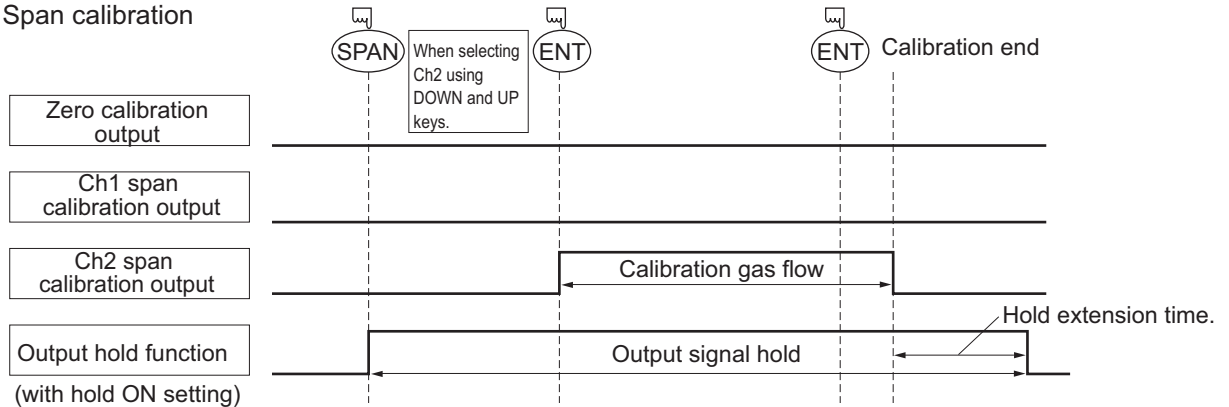 Span calibration
SPAN
When selecting
Ch2 using
DOWN and UP
keys.
ENT
ENT
Calibration end
Zero calibration
output
Ch1 span
calibration output
Ch2 span
calibration output
Calibration gas flow
Hold extension time.
Output hold function
Output signal hold
(with hold ON setting)